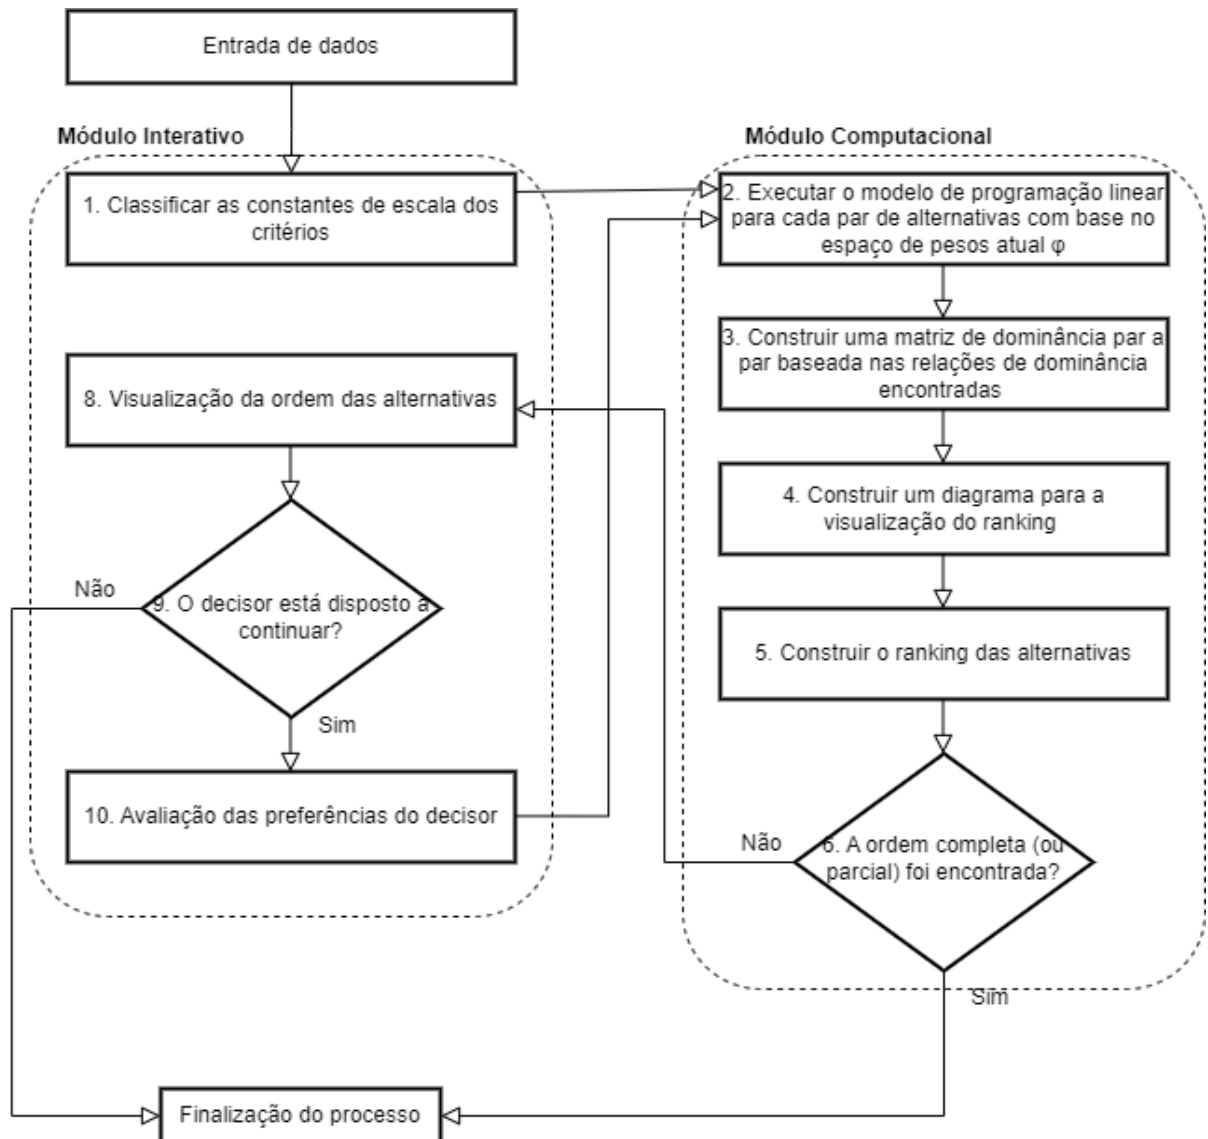 Entrada de dados
Módulo Interativo
1. Classificar as constantes de escala dos
critérios
8. Visualização da ordem das alternativas
Não
9. O decisor está disposto a
continuar?
Sim
10. Avaliação das preferências do decisor
Módulo Computacional
2. Executar o modelo de programação linear
para cada par de alternativas com base no
espaço de pesos atual φ
3. Construir uma matriz de dominância par a
par baseada nas relações de dominância
encontradas
4. Construir um diagrama para a
visualização do ranking
5. Construir o ranking das alternativas
Não
6. A ordem completa (ou
parcial) foi encontrada?
Sim
Finalização do processo